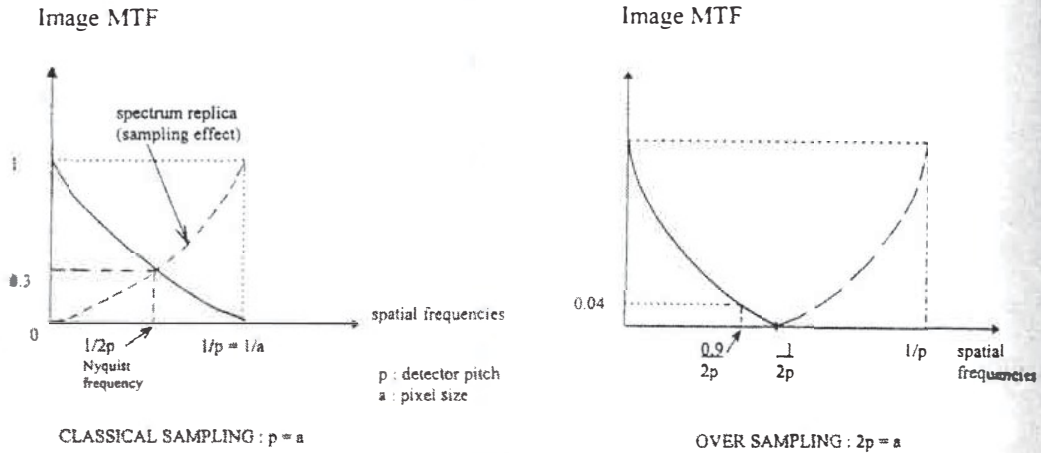 Image MTF
spectrum replica
(sampling effect)
1
0.3
0
1/2p
Nyquist
frequency
1/p = 1/a
spatial frequencies
p : detector pitch
a : pixel size
CLASSICAL SAMPLING : p = a
Image MTF
0.04
0.9
2p
1
2p
1/p
spatial
frequencies
OVER SAMPLING : 2p = a